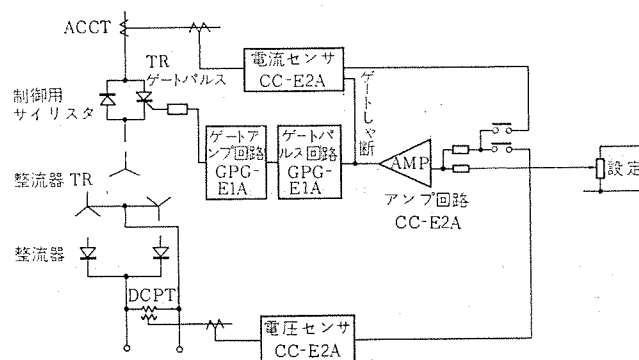 ACCT
TR
ゲートパルス
制御用
サイリスタ
電流センサ
CC-E2A
ゲートしゃ断
ゲートアンプ回路
GPG-
E1A
ゲートパルス回路
GPG-
E1A
AMP
アンプ回路
CC-E2A
設定
整流器 TR
整流器
DCPT
電圧センサ
CC-E2A